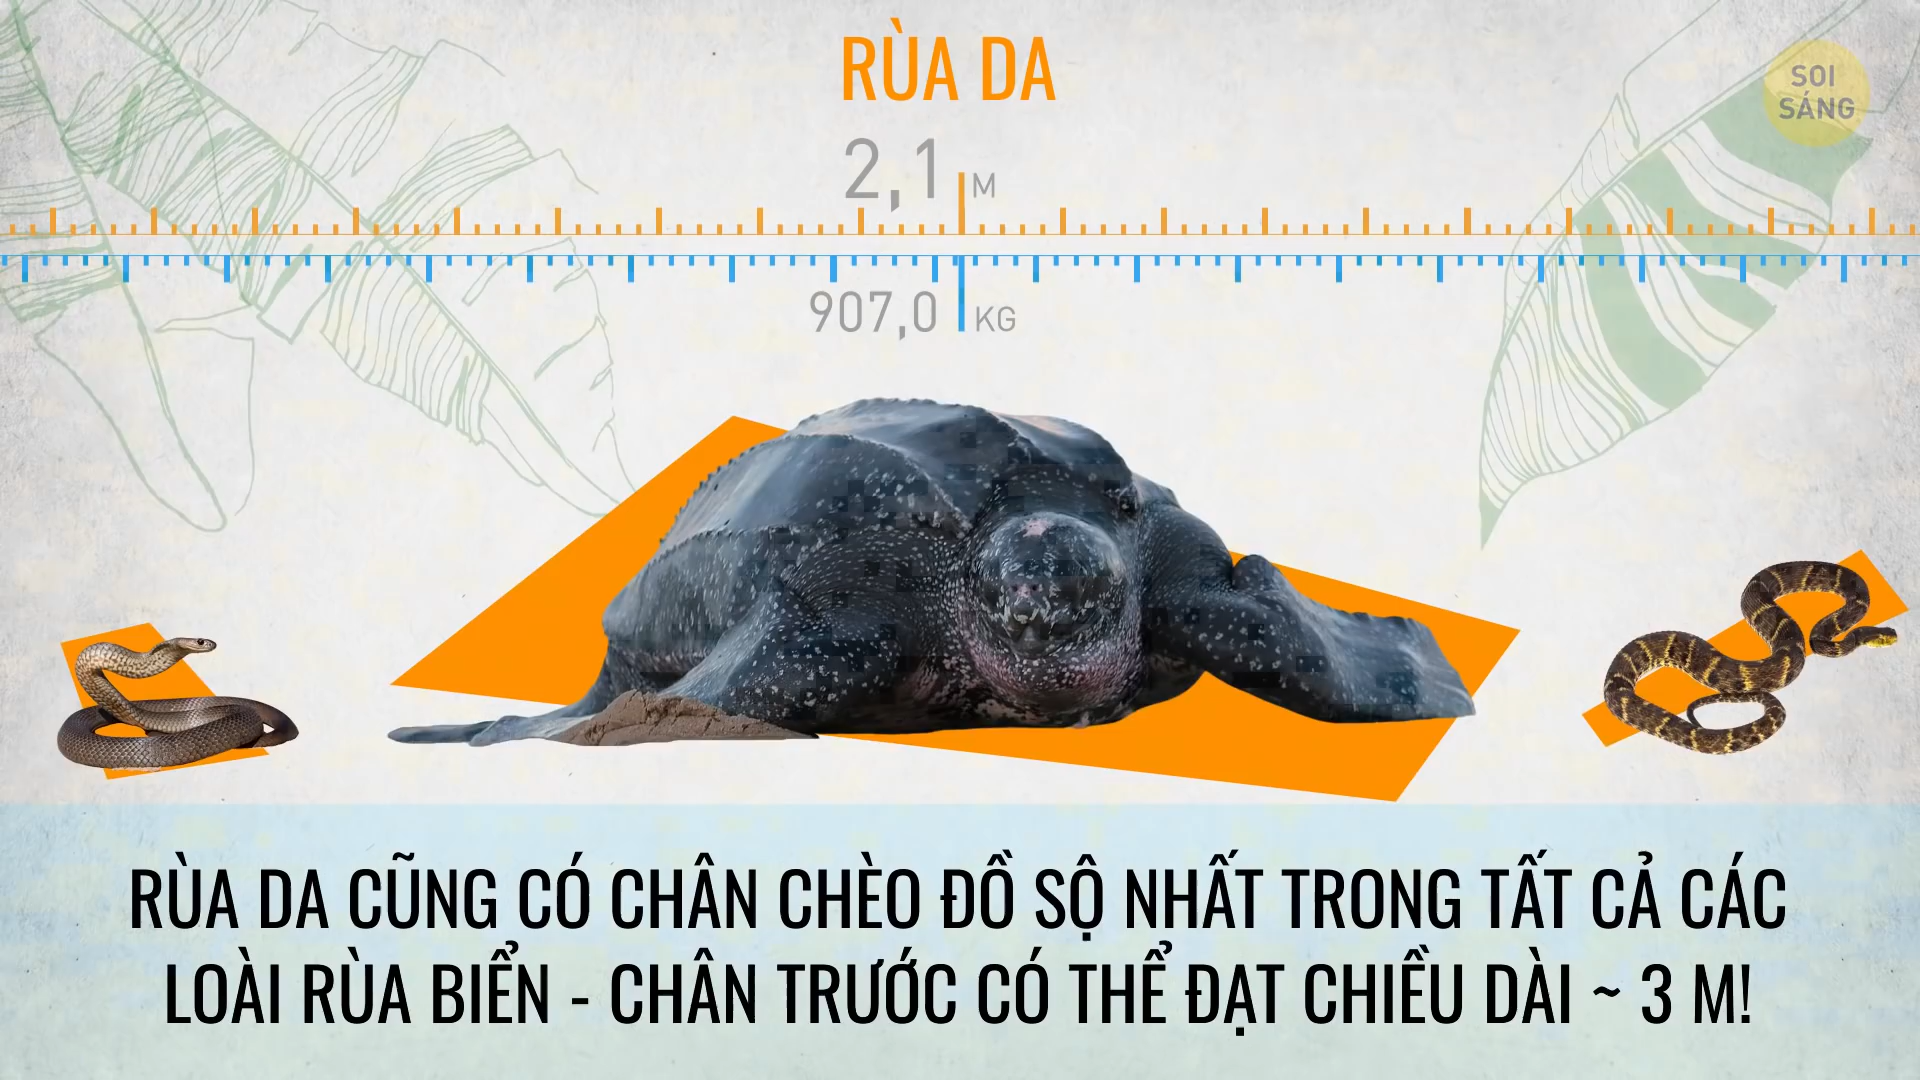 RÙA DA
SOI
SÁNG
2,1 M
907,0 KG
RÙA DA CŨNG CÓ CHÂN CHÈO ĐỒ SỘ NHẤT TRONG TẤT CẢ CÁC
LOÀI RÙA BIỂN - CHÂN TRƯỚC CÓ THỂ ĐẠT CHIỀU DÀI ~ 3 M!